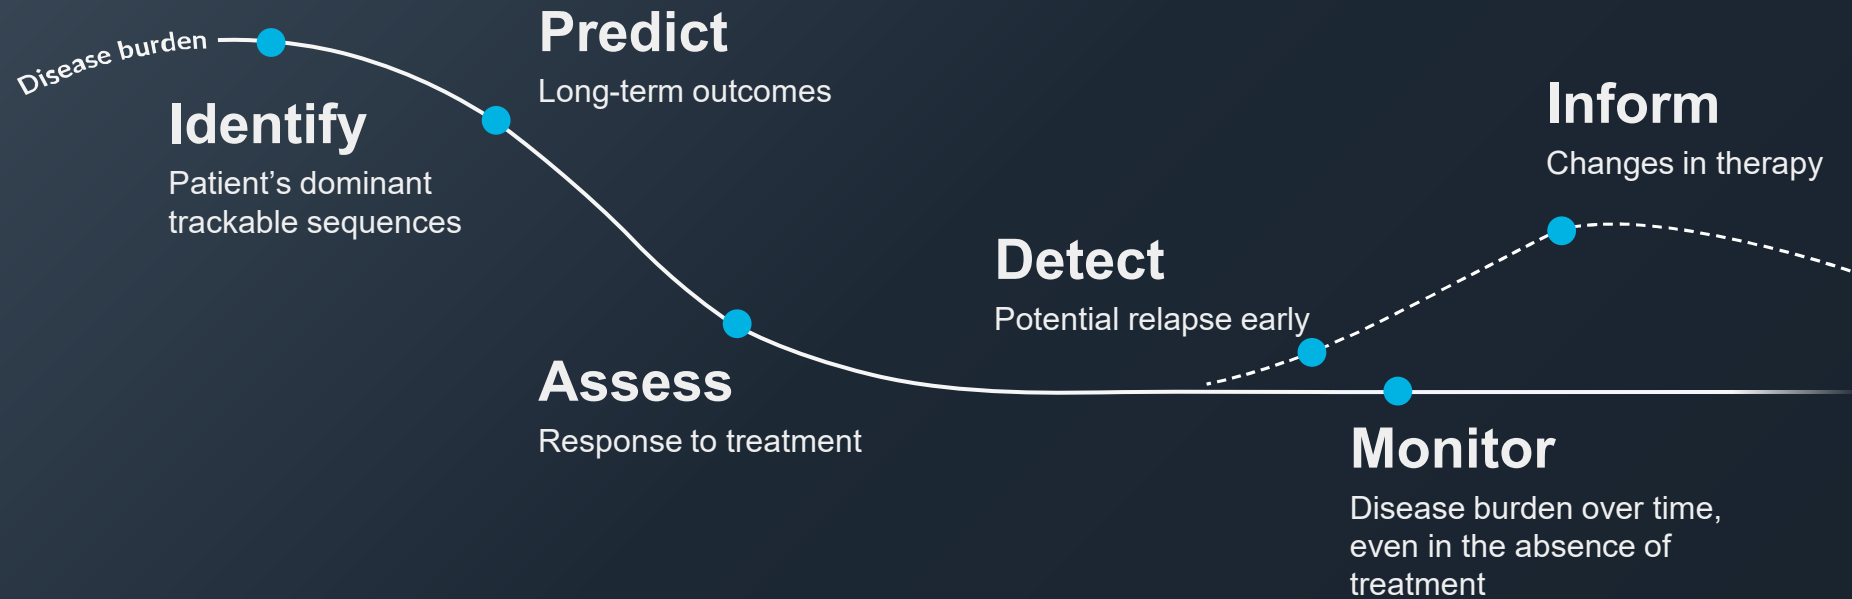 Disease burden
Identify
Patient’s dominant
trackable sequences
Predict
Long-term outcomes
Assess
Response to treatment
Detect
Potential relapse early
Monitor
Disease burden over time,
even in the absence of
treatment
Inform
Changes in therapy